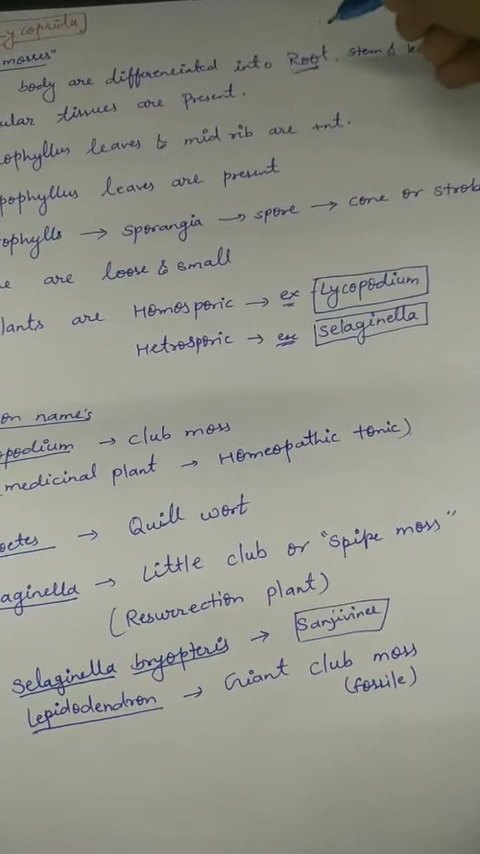 ycopsida
mosses"
body are differenciated into Root, stem &
ular tissues are Present.
ophyllus leaves & mid rib are +nt.
pophyllus leaves are present
ophylls → sporangia → spore → cone or strob
e are loose & small
lants are Homosporic → ex Lycopodium
Hetrosporic → ex Selaginella
on name's
opodium → club moss
medicinal plant → Homeopathic tonic)
oetes → Quill wort
aginella → Little club or "spike moss"
(Resurrection plant)
Selaginella bryopteris → Sanjivinee
Lepidodendron → Giant club moss
(fossile)